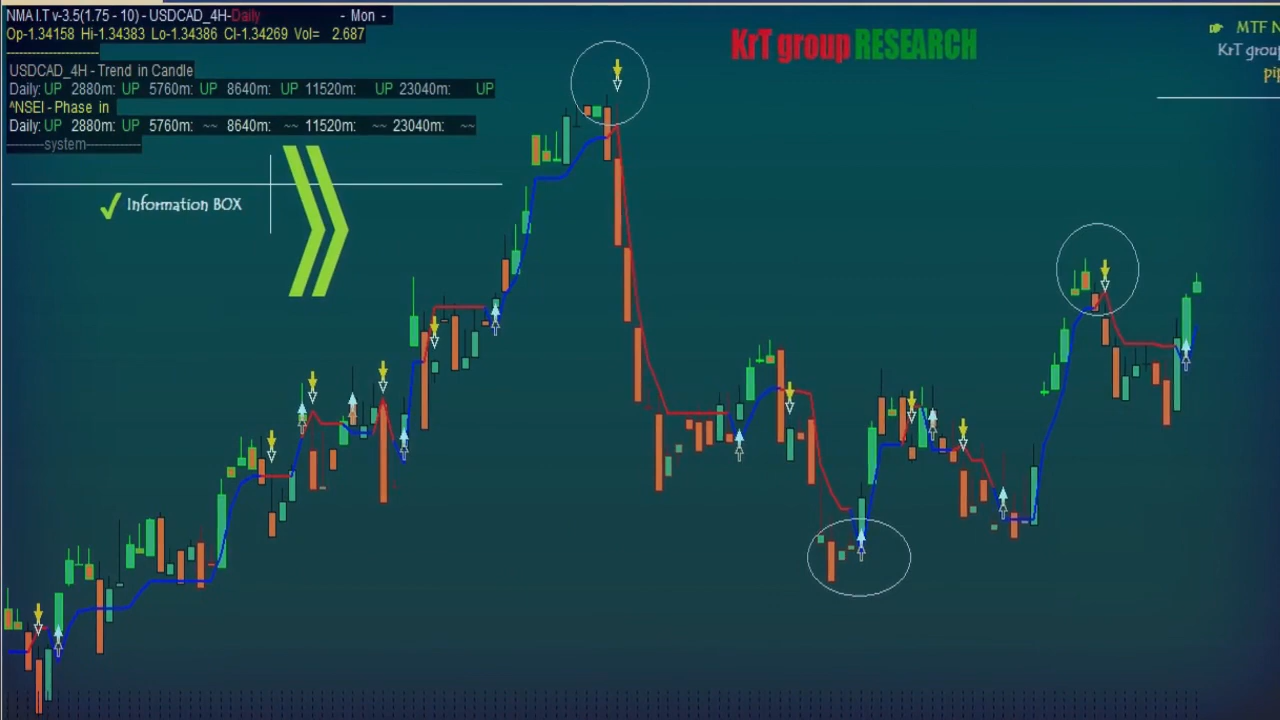 NMA I.T v-3.5(1.75 - 10) - USDCAD_4H-Daily - Mon -
Op-1.34158 Hi-1.34383 Lo-1.34386 Cl-1.34269 Vol= 2.687
KrT group RESEARCH
MTF N
KrT grou
pip
USDCAD_4H - Trend in Candle
Daily: UP 2880m: UP 5760m: UP 8640m: UP 11520m: UP 23040m: UP
^NSEI - Phase in
Daily: UP 2880m: UP 5760m: ~~ 8640m: ~~ 11520m: ~~ 23040m: ~~
--------system-------------
Information BOX